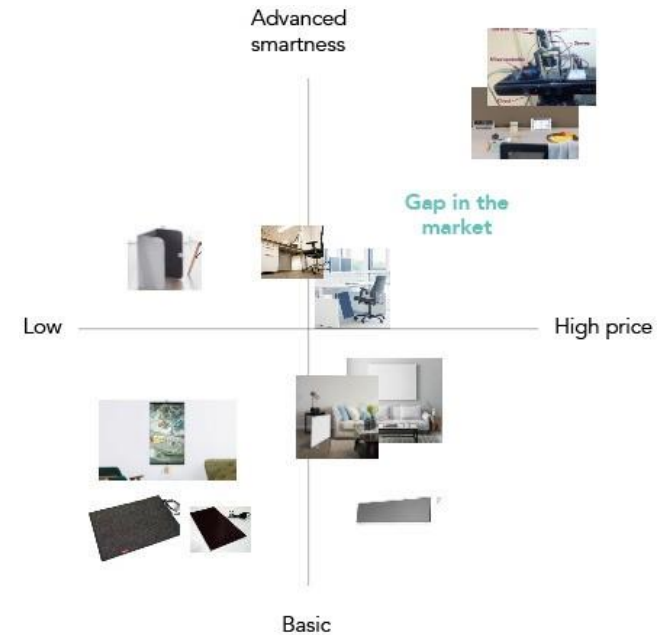 Advanced
smartness
Gap in the
market
Low
High price
Basic